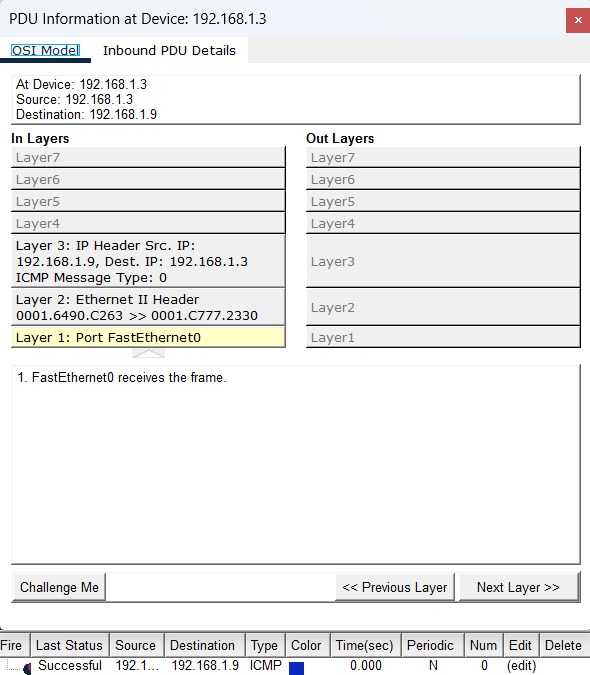 PDU Information at Device: 192.168.1.3
×
OSI Model Inbound PDU Details
At Device: 192.168.1.3
Source: 192.168.1.3
Destination: 192.168.1.9
In Layers
Layer7
Layer6
Layer5
Layer4
Layer 3: IP Header Src. IP:
192.168.1.9, Dest. IP: 192.168.1.3
ICMP Message Type: 0
Layer 2: Ethernet II Header
0001.6490.C263 >> 0001.C777.2330
Layer 1: Port FastEthernet0
Out Layers
Layer7
Layer6
Layer5
Layer4
Layer3
Layer2
Layer1
1. FastEthernet0 receives the frame.
Challenge Me << Previous Layer Next Layer >>
Fire Last Status Source Destination Type Color Time(sec) Periodic Num Edit Delete
Successful 192.1... 192.168.1.9 ICMP 0.000 N 0 (edit)